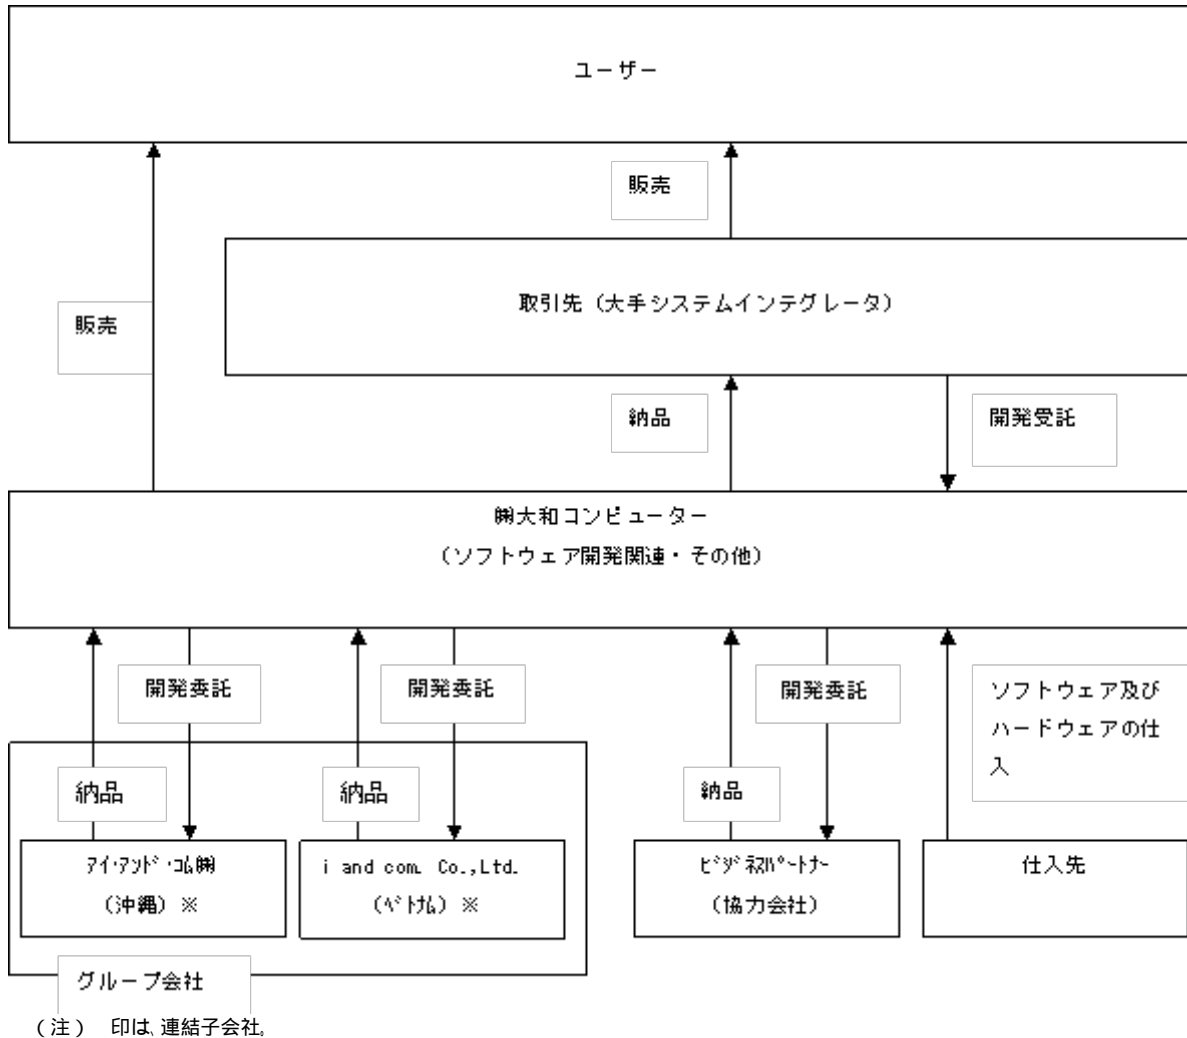 ユーザー
販売
取引先（大手システムインテグレータ）
販売
納品
開発受託
㈱大和コンピューター
（ソフトウェア開発関連・その他）
開発委託
開発委託
開発委託
ソフトウェア及び
ハードウェアの仕
入
納品
納品
納品
ｱｲ･ｱﾝﾄﾞ･ｺﾑ㈱
（沖縄）※
i and com. Co.,Ltd.
（ﾍﾞﾄﾅﾑ）※
ﾋﾞｼﾞﾈｽﾊﾟｰﾄﾅｰ
（協力会社）
仕入先
グループ会社
（注）　印は、連結子会社。